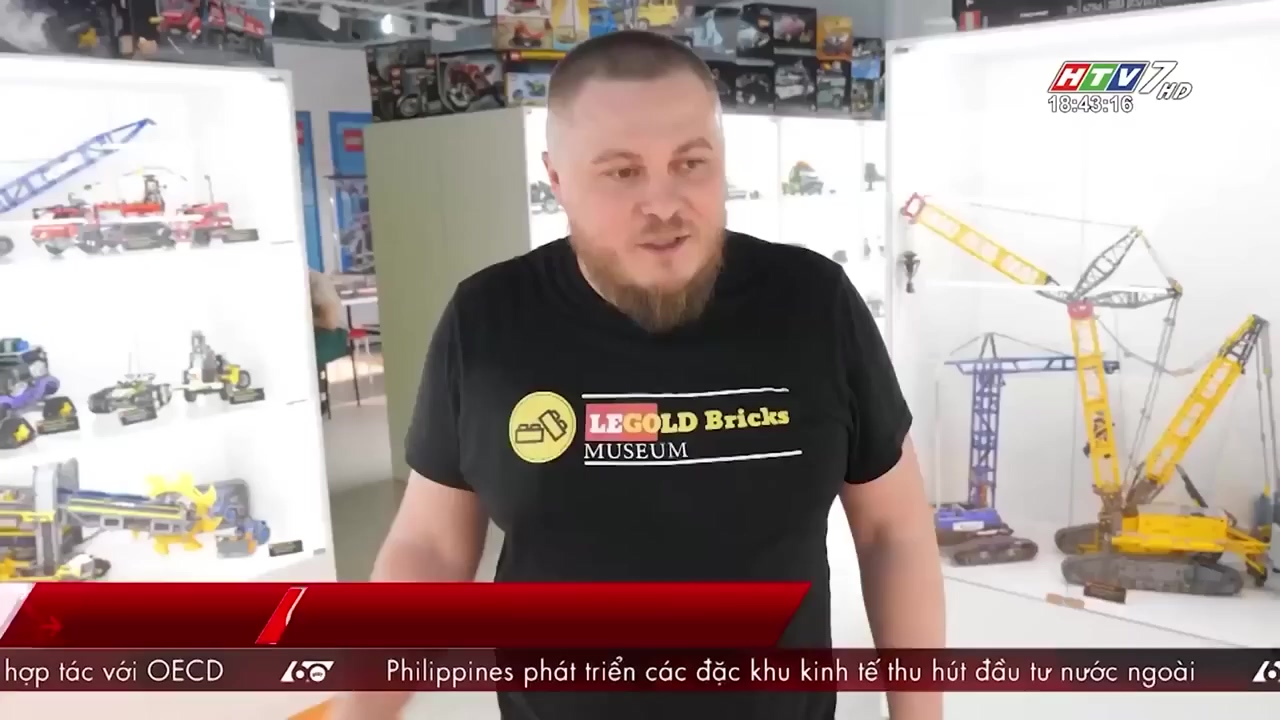 HTV7 HD
18:43:16
LEGOLD Bricks
MUSEUM
hợp tác với OECD
60 Philippines phát triển các đặc khu kinh tế thu hút đầu tư nước ngoài